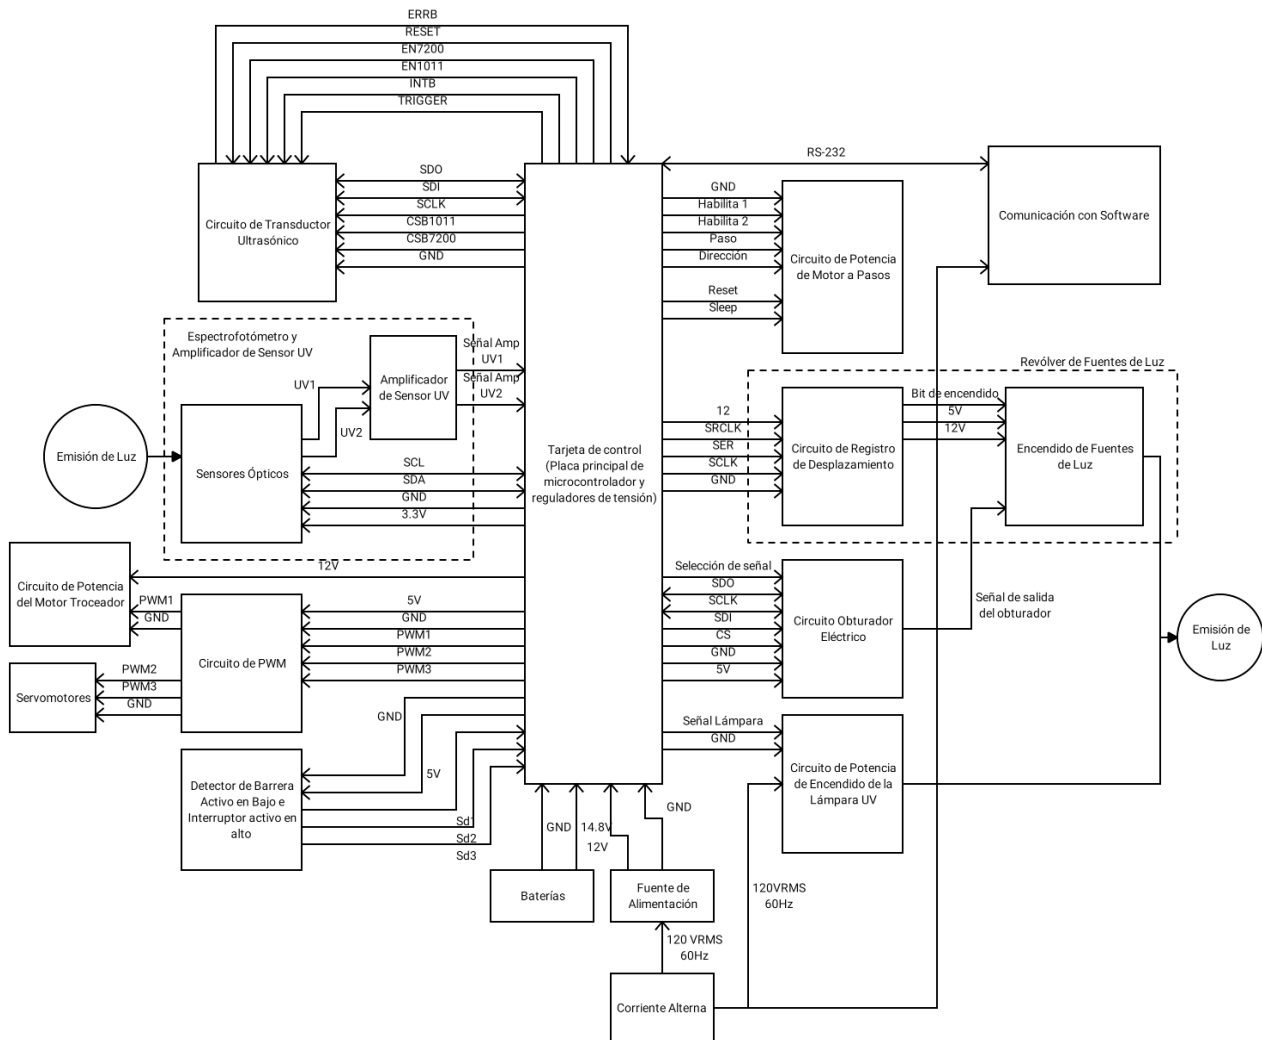 ERRB
RESET
EN7200
EN1011
INTB
TRIGGER
SDO
SDI
SCLK
CSB1011
CSB7200
GND
Circuito de Transductor
Ultrasónico
RS-232
Comunicación con Software
GND
Habilita 1
Habilita 2
Paso
Dirección
Reset
Sleep
Circuito de Potencia
de Motor a Pasos
Espectrofotómetro y
Amplificador de Sensor UV
Señal Amp
UV1
Señal Amp
UV2
Amplificador
de Sensor UV
UV1
UV2
Emisión de Luz
Sensores Ópticos
SCL
SDA
GND
3.3V
Tarjeta de control
(Placa principal de
microcontrolador y
reguladores de tensión)
Revólver de Fuentes de Luz
12
SRCLK
SER
SCLK
GND
Circuito de Registro
de Desplazamiento
Bit de encendido
5V
12V
Encendido de Fuentes
de Luz
12V
Circuito de Potencia
del Motor Troceador
PWM1
GND
Circuito de PWM
5V
GND
PWM1
PWM2
PWM3
PWM2
PWM3
GND
Servomotores
Selección de señal
SDO
SCLK
SDI
CS
GND
5V
Circuito Obturador
Eléctrico
Señal de salida
del obturador
Emisión de
Luz
GND
5V
Detector de Barrera
Activo en Bajo e
Interruptor activo en
alto
Sd1
Sd2
Sd3
Señal Lámpara
GND
Circuito de Potencia
de Encendido de la
Lámpara UV
GND
14.8V
12V
GND
Baterías
Fuente de
Alimentación
120VRMS
60Hz
120 VRMS
60Hz
Corriente Alterna